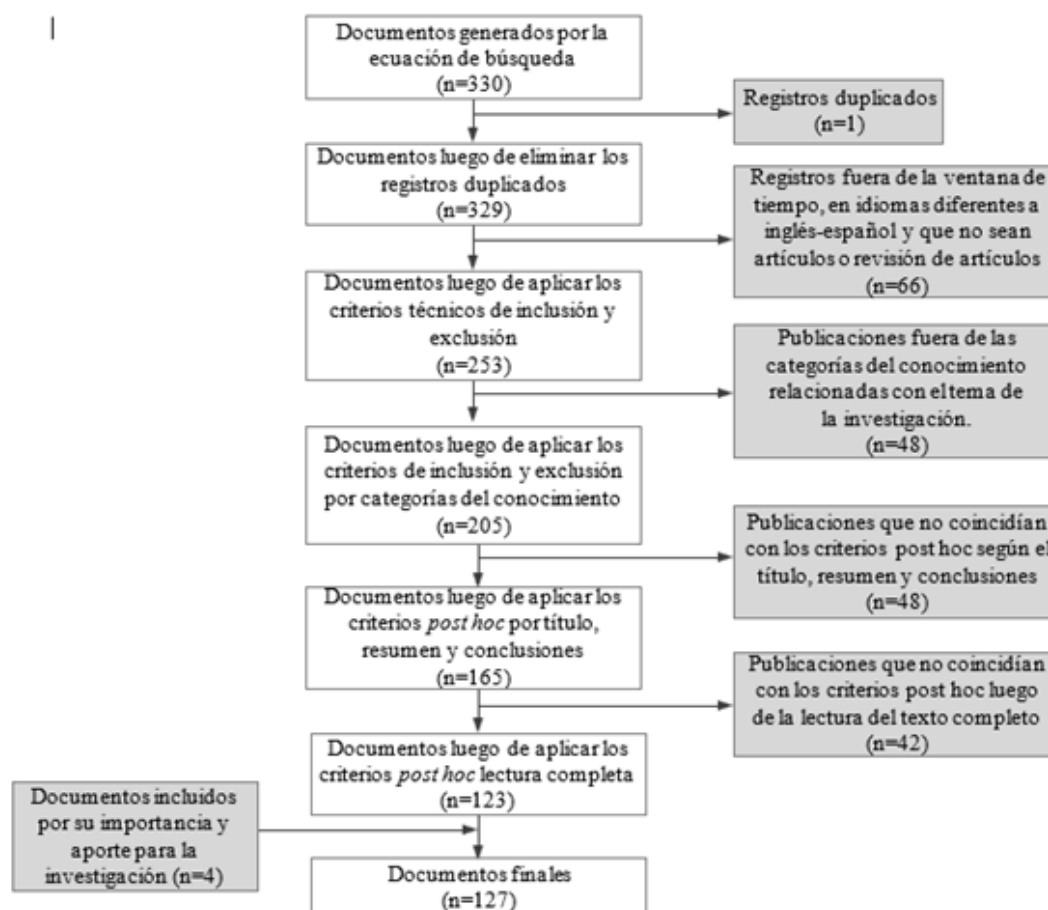 Documentos generados por la
ecuación de búsqueda
(n=330)
Registros duplicados
(n=1)
Documentos luego de eliminar los
registros duplicados
(n=329)
Registros fuera de la ventana de
tiempo, en idiomas diferentes a
inglés-español y que no sean
artículos o revisión de artículos
(n=66)
Documentos luego de aplicar los
criterios técnicos de inclusión y
exclusión
(n=253)
Publicaciones fuera de las
categorías del conocimiento
relacionadas con el tema de
la investigación.
(n=48)
Documentos luego de aplicar los
criterios de inclusión y exclusión
por categorías del conocimiento
(n=205)
Publicaciones que no coincidían
con los criterios post hoc según el
título, resumen y conclusiones
(n=48)
Documentos luego de aplicar los
criterios post hoc por título,
resumen y conclusiones
(n=165)
Publicaciones que no coincidían
con los criterios post hoc luego
de la lectura del texto completo
(n=42)
Documentos luego de aplicar los
criterios post hoc lectura completa
(n=123)
Documentos incluidos
por su importancia y
aporte para la
investigación (n=4)
Documentos finales
(n=127)